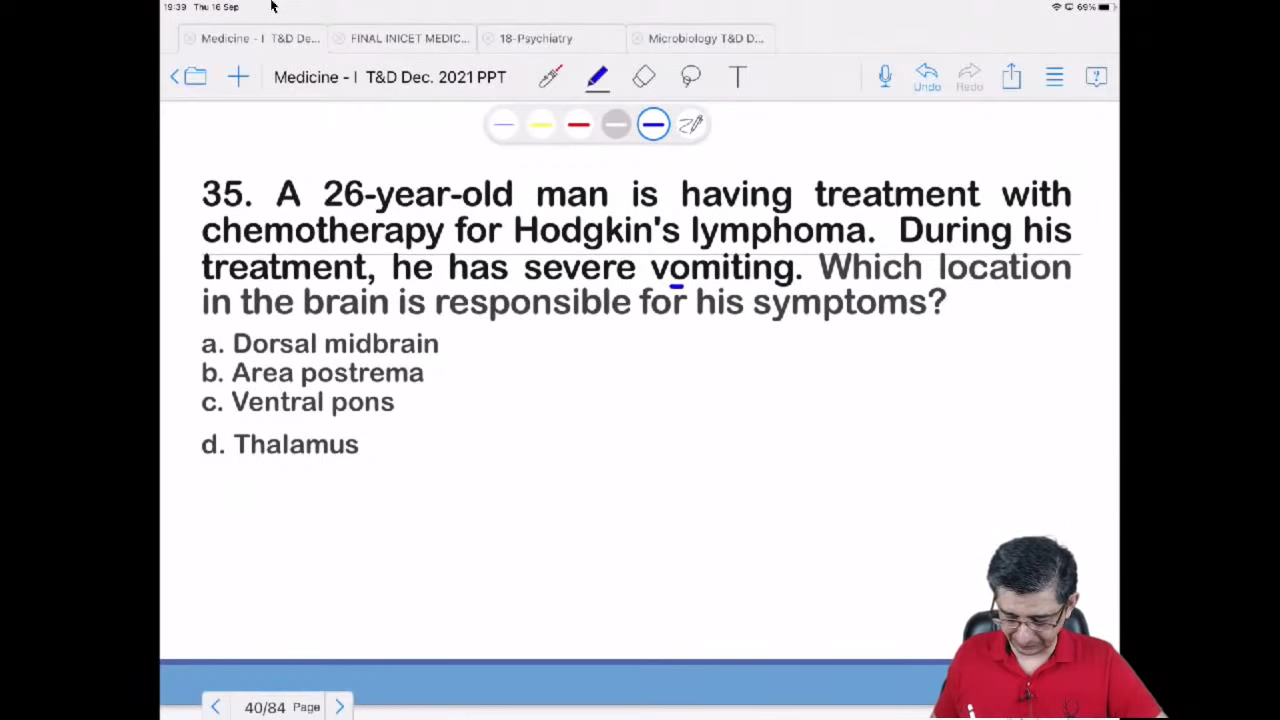 19:39 Thu 16 Sep
69%
Medicine - I T&D De...
FINAL INICET MEDIC...
18-Psychiatry
Microbiology T&D D...
Medicine - I T&D Dec. 2021 PPT
T
Undo
Redo
?
35. A 26-year-old man is having treatment with
chemotherapy for Hodgkin's lymphoma. During his
treatment, he has severe vomiting. Which location
in the brain is responsible for his symptoms?
a. Dorsal midbrain
b. Area postrema
c. Ventral pons
d. Thalamus
40/84 Page